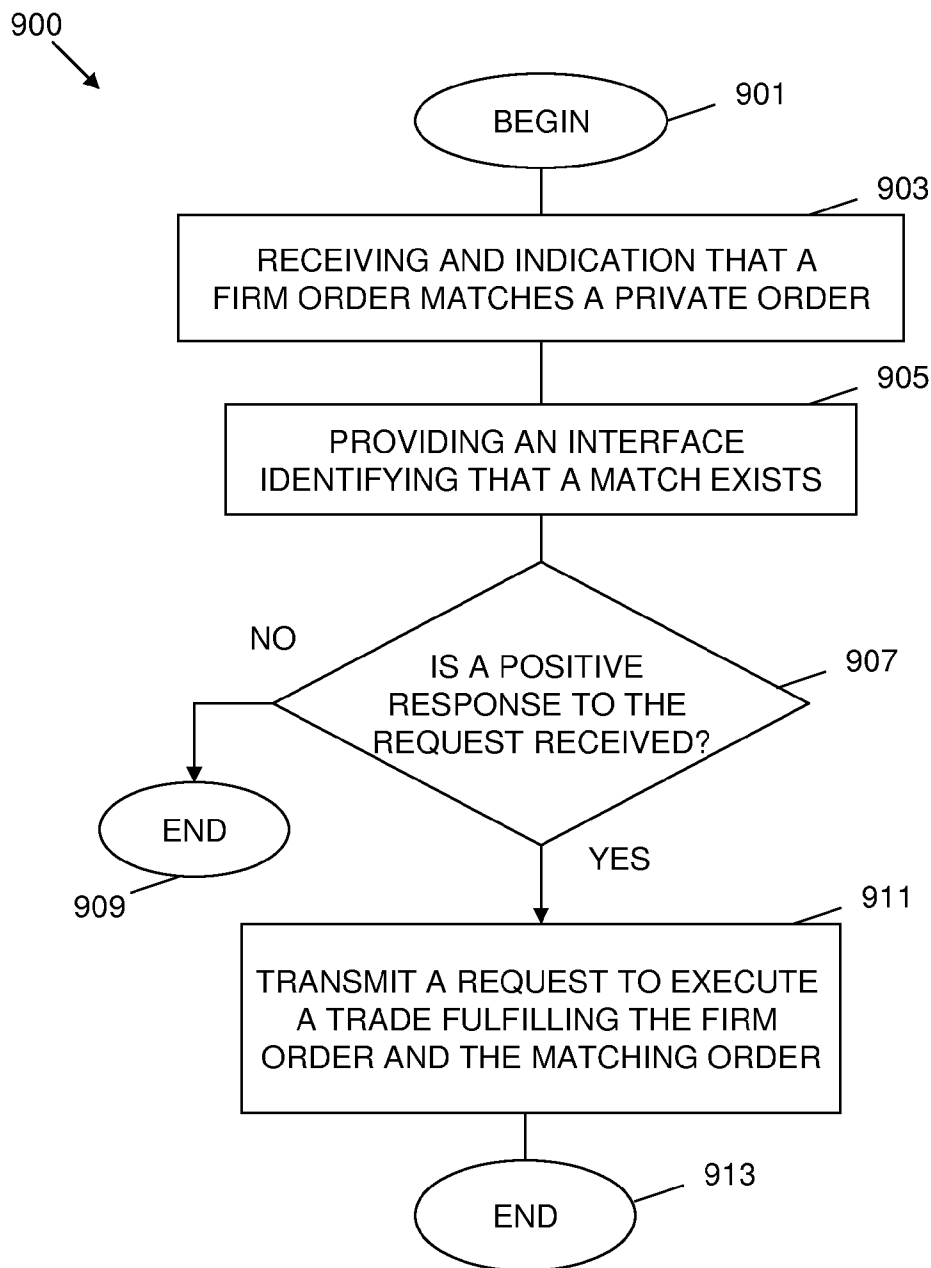 900
BEGIN
901
903
RECEIVING AND INDICATION THAT A
FIRM ORDER MATCHES A PRIVATE ORDER
905
PROVIDING AN INTERFACE
IDENTIFYING THAT A MATCH EXISTS
NO
IS A POSITIVE
RESPONSE TO THE
REQUEST RECEIVED?
907
END
909
YES
911
TRANSMIT A REQUEST TO EXECUTE
A TRADE FULFILLING THE FIRM
ORDER AND THE MATCHING ORDER
913
END